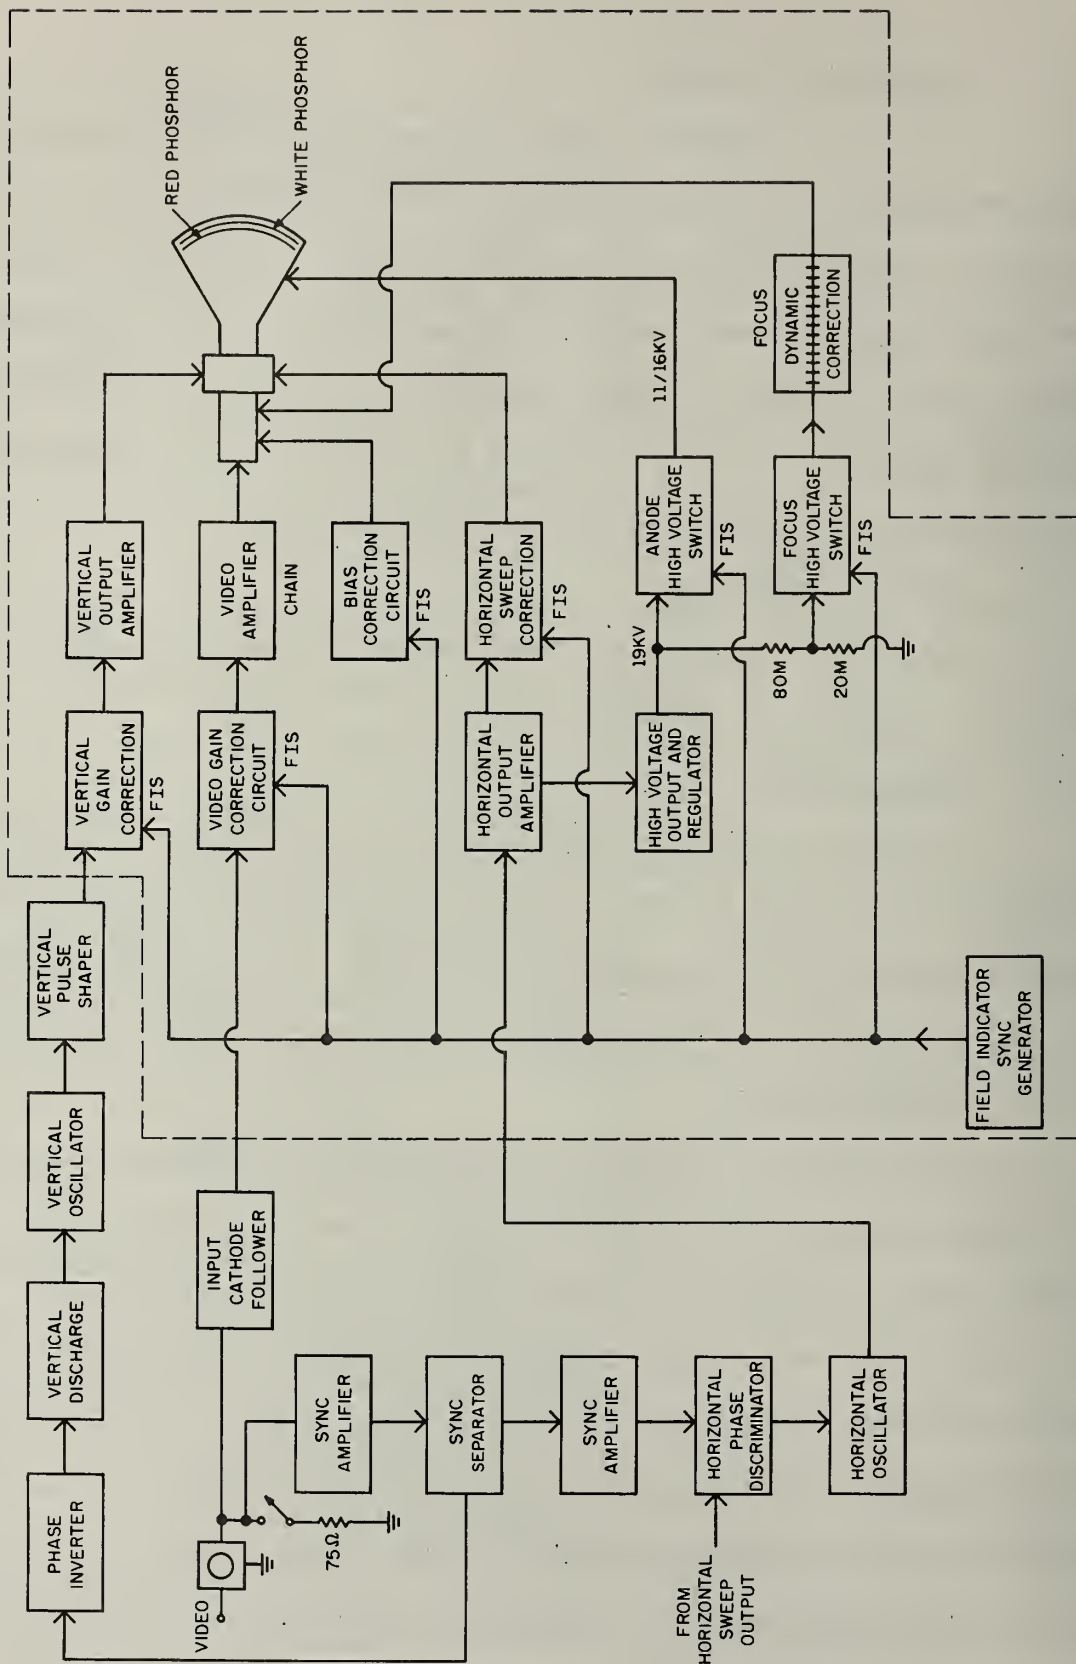 PHASE
INVERTER
VERTICAL
DISCHARGE
VERTICAL
OSCILLATOR
VERTICAL
PULSE
SHAPER
VERTICAL
GAIN
CORRECTION
FIS
VERTICAL
OUTPUT
AMPLIFIER
RED PHOSPHOR
WHITE PHOSPHOR
VIDEO
75Ω
INPUT
CATHODE
FOLLOWER
VIDEO GAIN
CORRECTION
CIRCUIT
FIS
VIDEO
AMPLIFIER
CHAIN
BIAS
CORRECTION
CIRCUIT
FIS
SYNC
AMPLIFIER
SYNC
SEPARATOR
SYNC
AMPLIFIER
HORIZONTAL
PHASE
DISCRIMINATOR
FROM
HORIZONTAL
SWEEP
OUTPUT
HORIZONTAL
OSCILLATOR
HORIZONTAL
OUTPUT
AMPLIFIER
HORIZONTAL
SWEEP
CORRECTION
FIS
HIGH VOLTAGE
OUTPUT AND
REGULATOR
19KV
ANODE
HIGH VOLTAGE
SWITCH
FIS
11/16KV
80M
20M
FOCUS
HIGH VOLTAGE
SWITCH
FIS
FOCUS
DYNAMIC
CORRECTION
FIELD INDICATOR
SYNC
GENERATOR